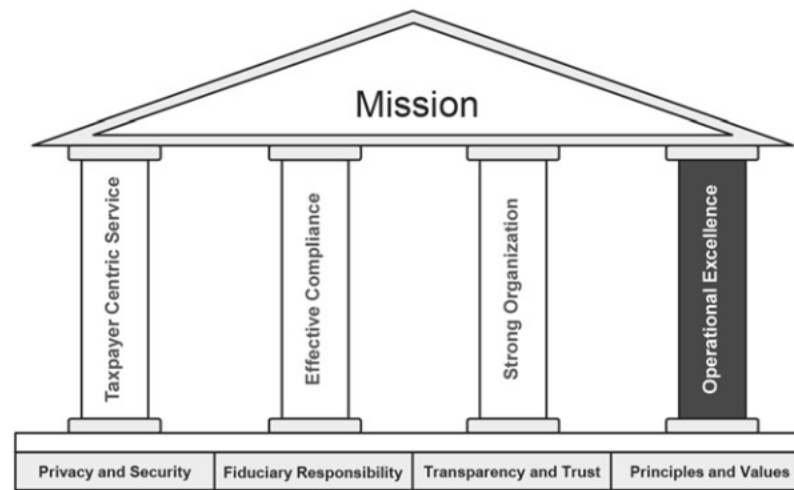 Mission
Taxpayer Centric Service
Effective Compliance
Strong Organization
Operational Excellence
Privacy and Security
Fiduciary Responsibility
Transparency and Trust
Principles and Values